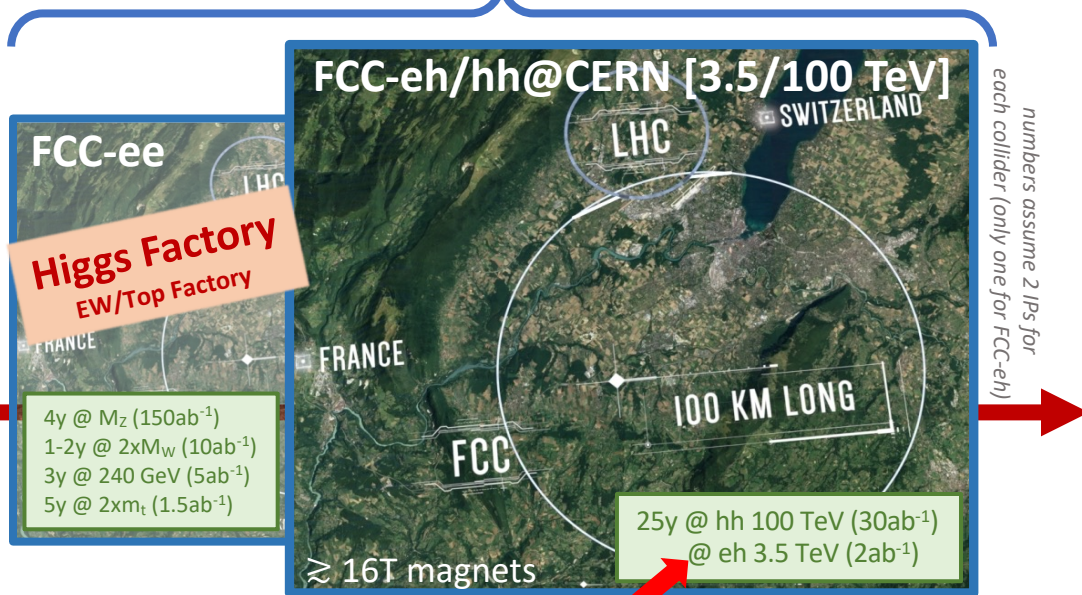 FCC-ee
LHC
Higgs Factory
EW/Top Factory
FRANCE
4y @ M_Z (150ab⁻¹)
1-2y @ 2xM_W (10ab⁻¹)
3y @ 240 GeV (5ab⁻¹)
5y @ 2xm_t (1.5ab⁻¹)
FCC-eh/hh@CERN [3.5/100 TeV]
LHC
SWITZERLAND
FRANCE
100 KM LONG
FCC
25y @ hh 100 TeV (30ab⁻¹)
@ eh 3.5 TeV (2ab⁻¹)
≳ 16T magnets
numbers assume 2 IPs for
each collider (only one for FCC-eh)